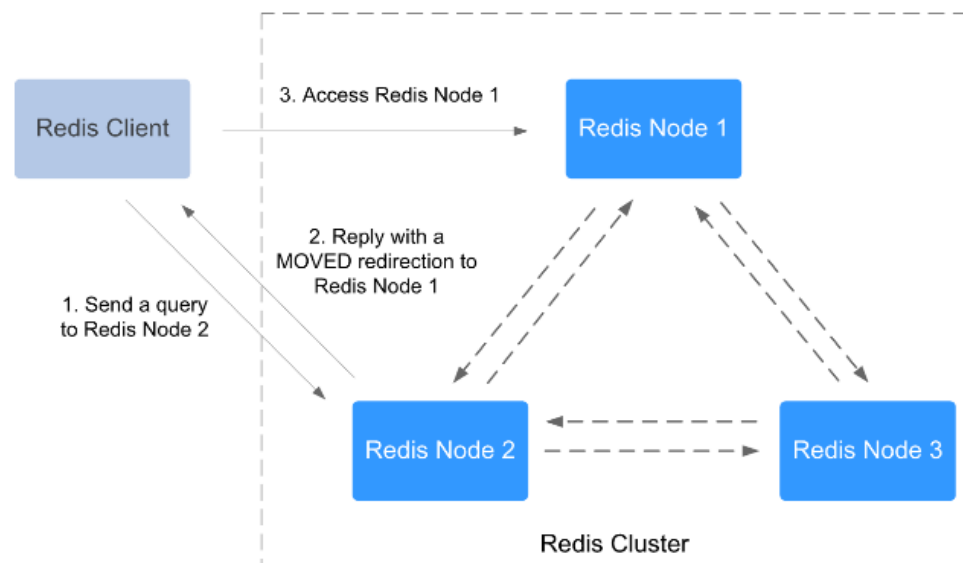 3. Access Redis Node 1
Redis Client
Redis Node 1
2. Reply with a
MOVED redirection to
Redis Node 1
1. Send a query
to Redis Node 2
Redis Node 2
Redis Node 3
Redis Cluster